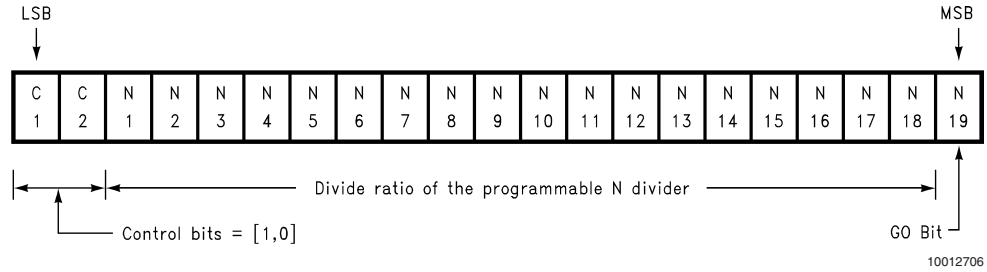 LSB MSB
C C N N N N N N N N N N N N N N N N N N N
1 2 1 2 3 4 5 6 7 8 9 10 11 12 13 14 15 16 17 18 19
Divide ratio of the programmable N divider
Control bits = [1,0] GO Bit
10012706